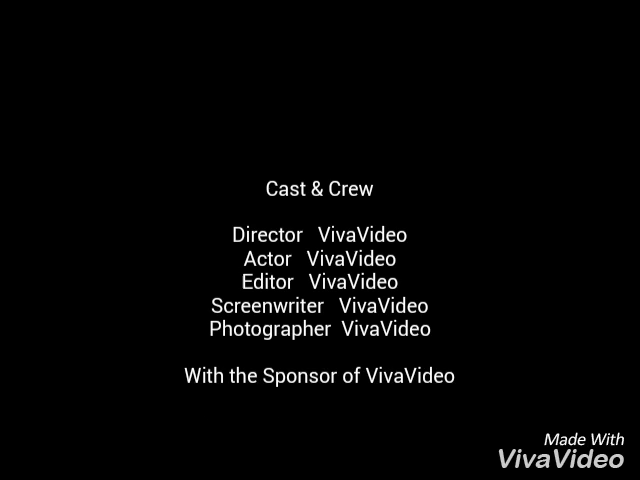 Cast & Crew
Director VivaVideo
Actor VivaVideo
Editor VivaVideo
Screenwriter VivaVideo
Photographer VivaVideo
With the Sponsor of VivaVideo
Made With
VivaVideo